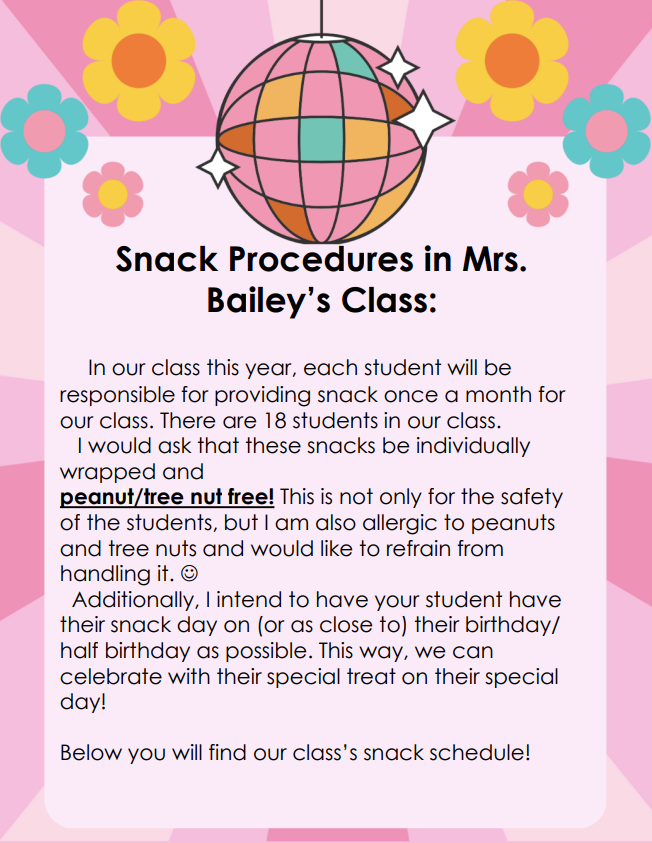 Snack Procedures in Mrs.
Bailey’s Class:
In our class this year, each student will be
responsible for providing snack once a month for
our class. There are 18 students in our class.
I would ask that these snacks be individually
wrapped and
peanut/tree nut free! This is not only for the safety
of the students, but I am also allergic to peanuts
and tree nuts and would like to refrain from
handling it. ☺
Additionally, I intend to have your student have
their snack day on (or as close to) their birthday/
half birthday as possible. This way, we can
celebrate with their special treat on their special
day!
Below you will find our class’s snack schedule!